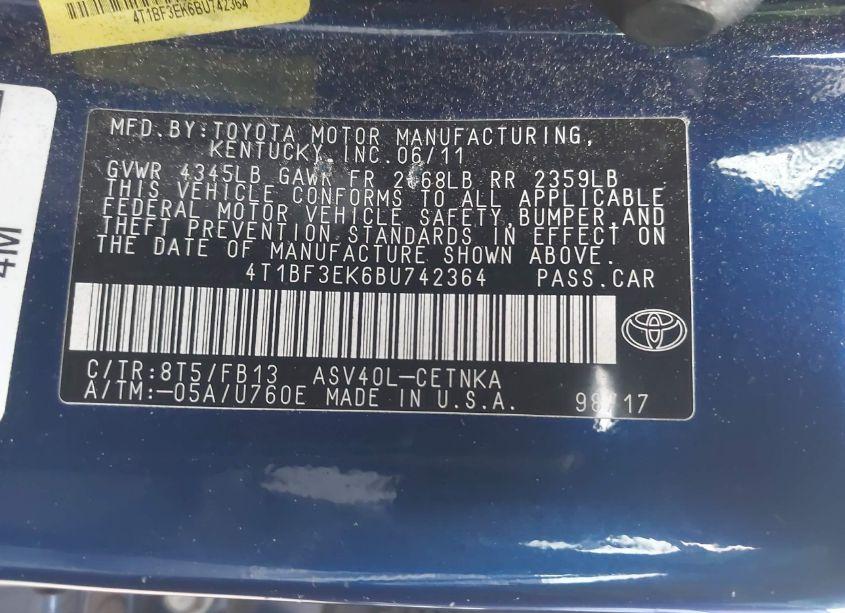 4T1BF3EK6BU742364
4M
MFD.BY:TOYOTA MOTOR MANUFACTURING,
KENTUCKY, INC. 06/11
GVWR 4345LB GAWR FR LB RR 2359LB
THIS VEHICLE CONFORMS TO ALL APPLICABLE
FEDERAL MOTOR VEHICLE SAFETY, BUMPER, AND
THEFT PREVENTION STANDARDS IN EFFECT ON
THE DATE OF MANUFACTURE SHOWN ABOVE.
4T1BF3EK6BU742364 PASS.CAR
C/TR:8T5/FB13 ASV40L-CETNKA
A/TM:-05A/U760E MADE IN U.S.A.